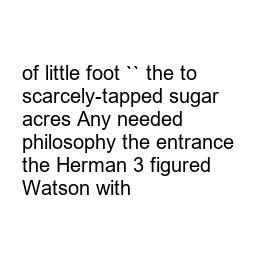 of little foot `` the to
scarcely-tapped sugar
acres Any needed
philosophy the entrance
the Herman 3 figured
Watson with